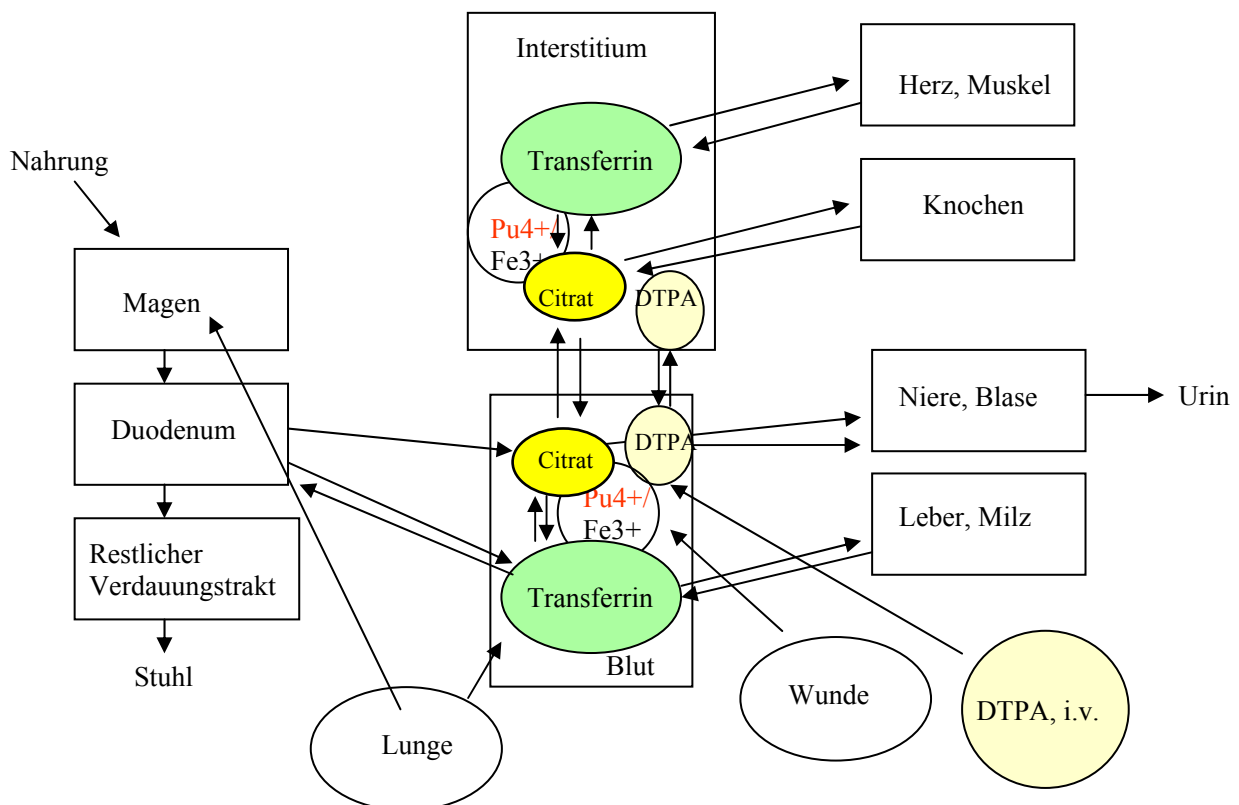 Interstitium
Herz, Muskel
Transferrin
Nahrung
Knochen
Pu4+/
Fe3+
Citrat
DTPA
Magen
Niere, Blase
Urin
Duodenum
Citrat
DTPA
Pu4+/
Fe3+
Leber, Milz
Restlicher
Verdauungstrakt
Transferrin
Blut
Stuhl
Wunde
DTPA, i.v.
Lunge